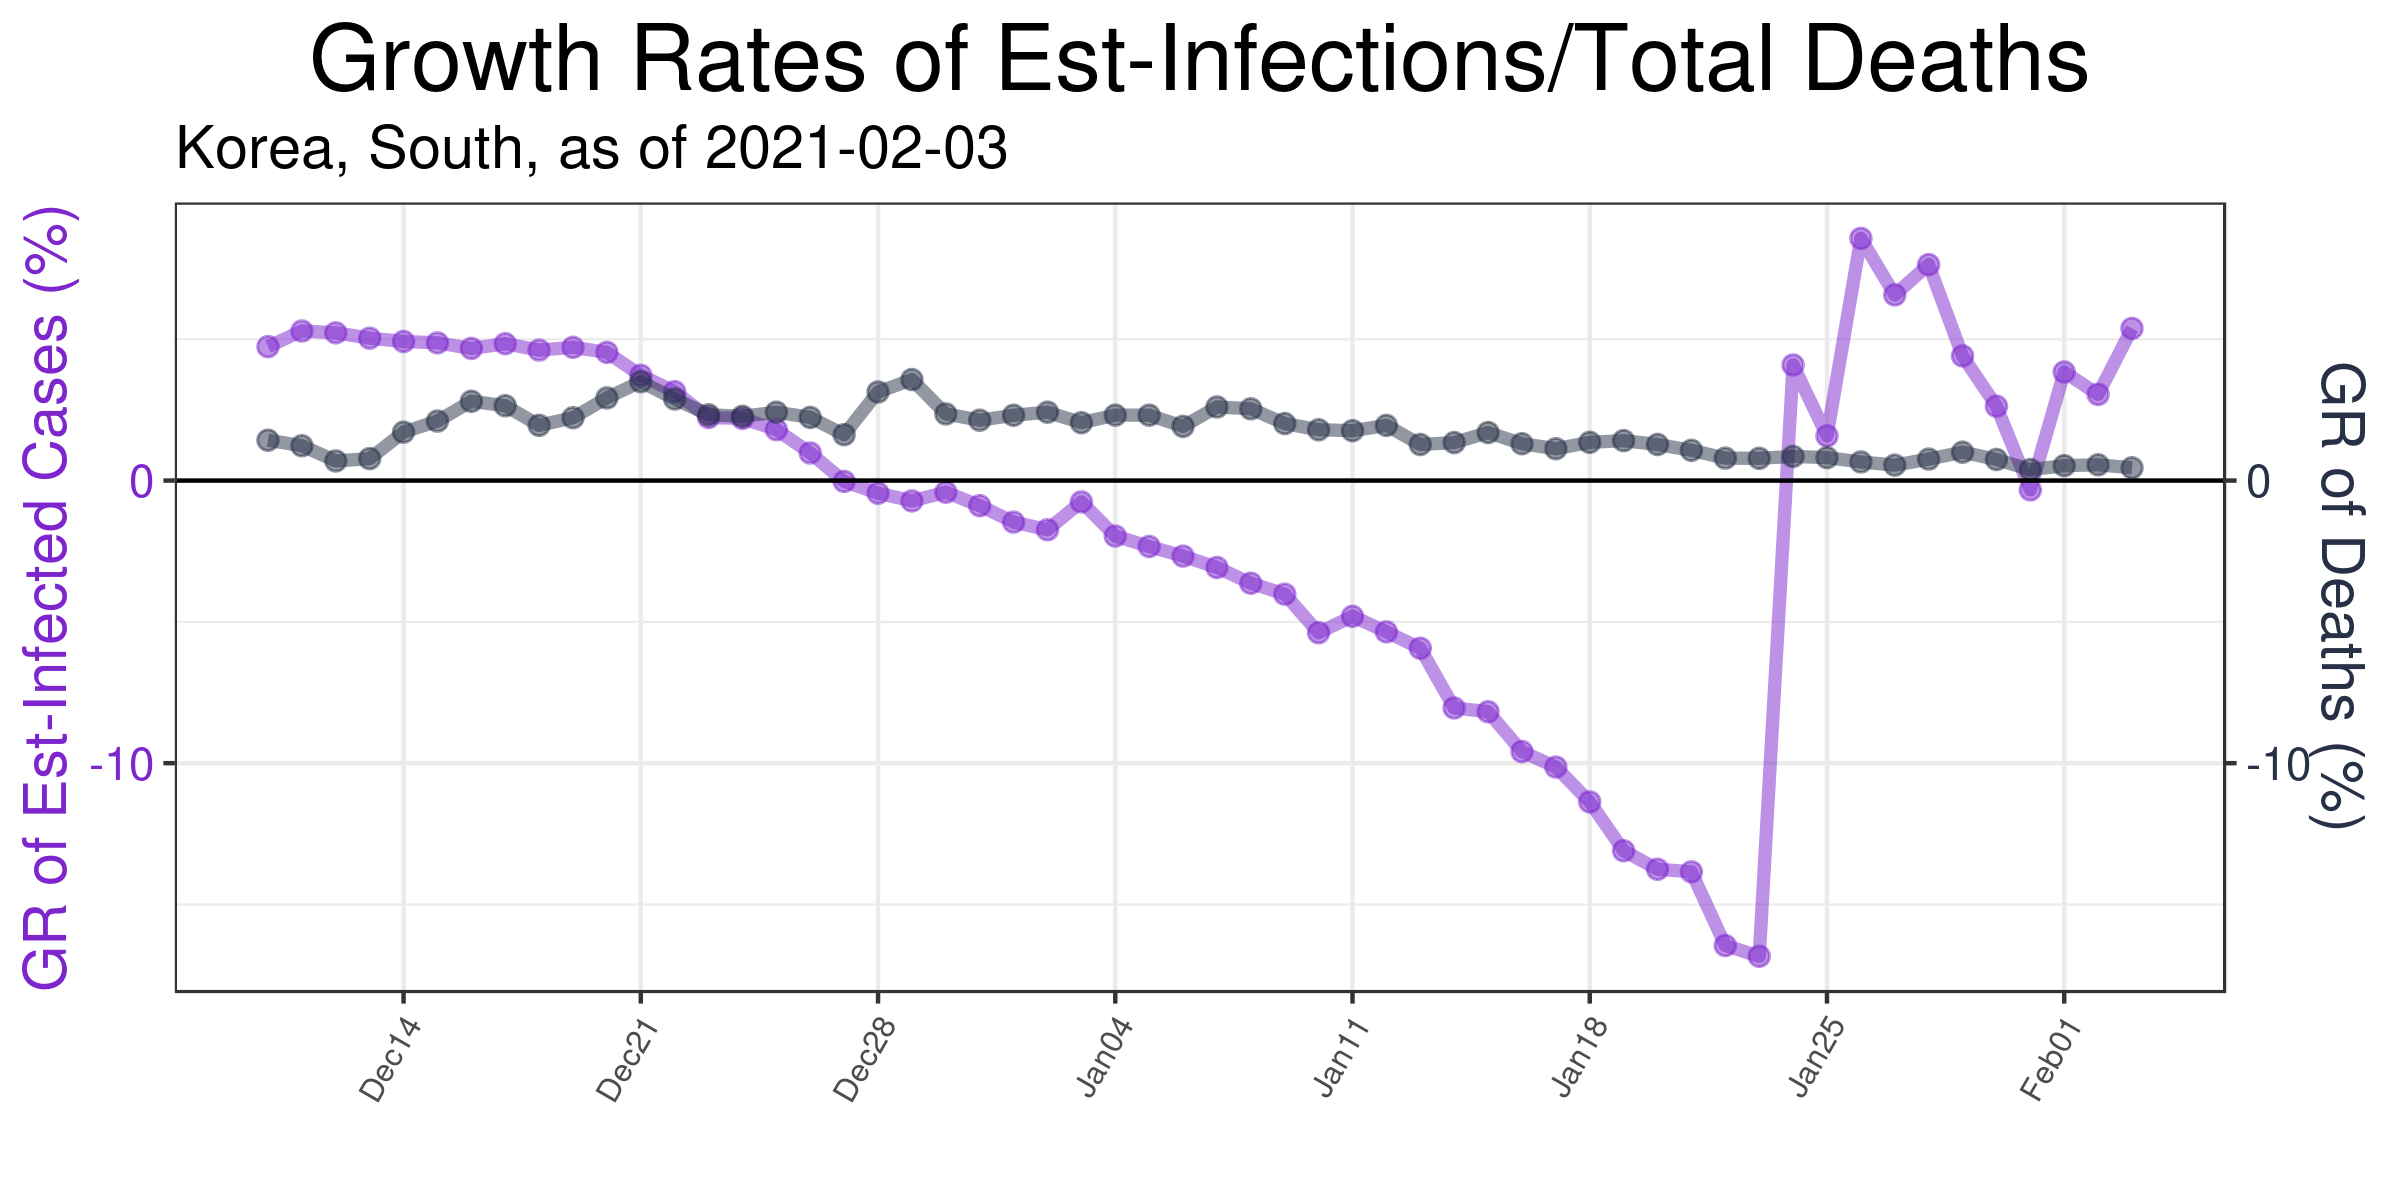 Growth Rates of Est-Infections/Total Deaths
Korea, South, as of 2021-02-03
GR of Est-Infected Cases (%)
0
-10
0
-10
GR of Deaths (%)
Dec14
Dec21
Dec28
Jan04
Jan11
Jan18
Jan25
Feb01